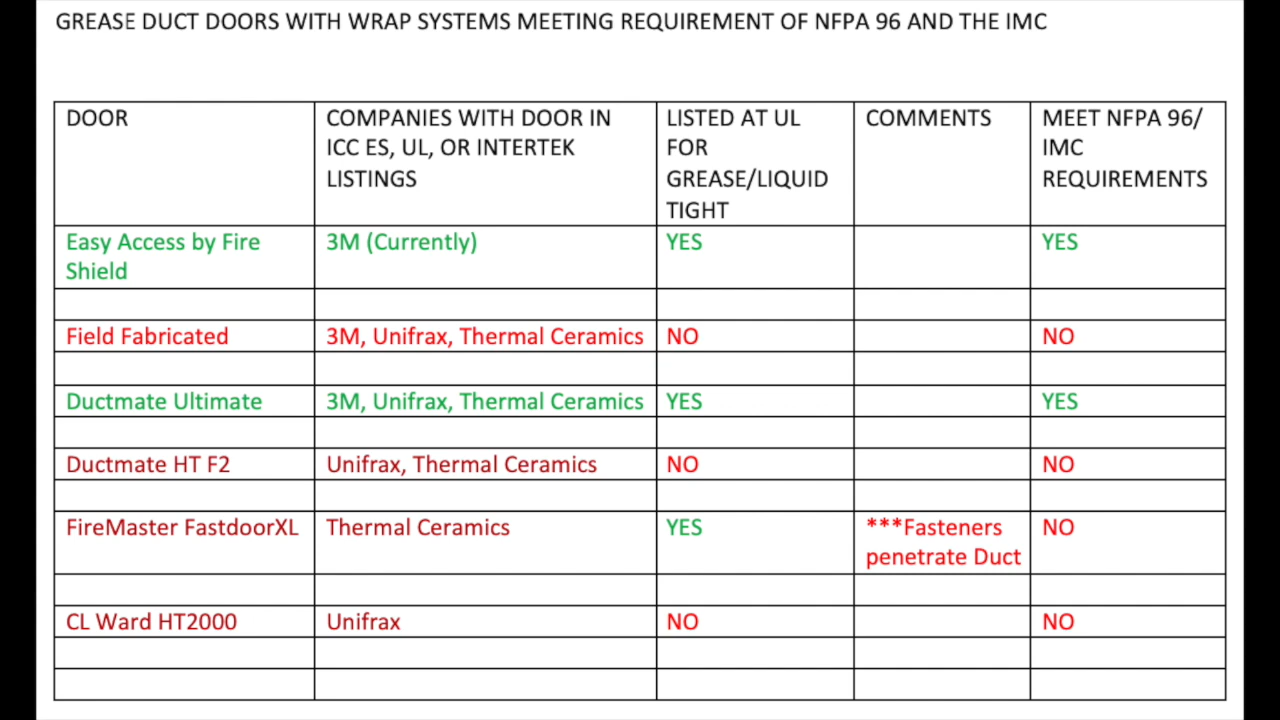 GREASE DUCT DOORS WITH WRAP SYSTEMS MEETING REQUIREMENT OF NFPA 96 AND THE IMC
DOOR
COMPANIES WITH DOOR IN
ICC ES, UL, OR INTERTEK
LISTINGS
LISTED AT UL
FOR
GREASE/LIQUID
TIGHT
COMMENTS
MEET NFPA 96/
IMC
REQUIREMENTS
Easy Access by Fire
Shield
3M (Currently)
YES
YES
Field Fabricated
3M, Unifrax, Thermal Ceramics
NO
NO
Ductmate Ultimate
3M, Unifrax, Thermal Ceramics
YES
YES
Ductmate HT F2
Unifrax, Thermal Ceramics
NO
NO
FireMaster FastdoorXL
Thermal Ceramics
YES
***Fasteners
penetrate Duct
NO
CL Ward HT2000
Unifrax
NO
NO